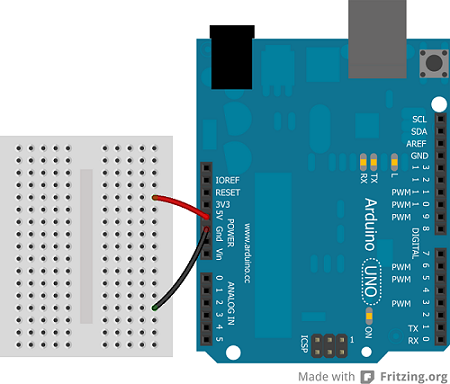 SCL
SDA
AREF
GND
13
12
PWM 11
PWM 10
PWM 9
8
DIGITAL
7
PWM 6
PWM 5
4
PWM 3
2
TX 1
RX 0
RX
TX
L
Arduino
UNO
ON
IOREF
RESET
3V3
5V
Gnd
Vin
POWER
www.arduino.cc
0
1
2
3
4
5
ANALOG IN
ICSP
1
Made with Fritzing.org